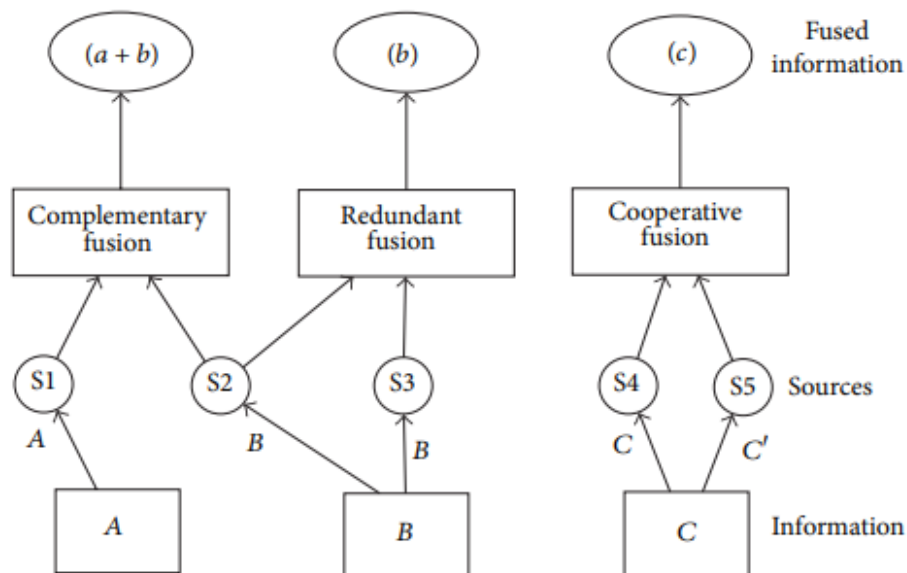 (a + b)
(b)
(c)
Fused
information
Complementary
fusion
Redundant
fusion
Cooperative
fusion
S1
S2
S3
S4
S5
Sources
A
B
B
C
C′
A
B
C
Information